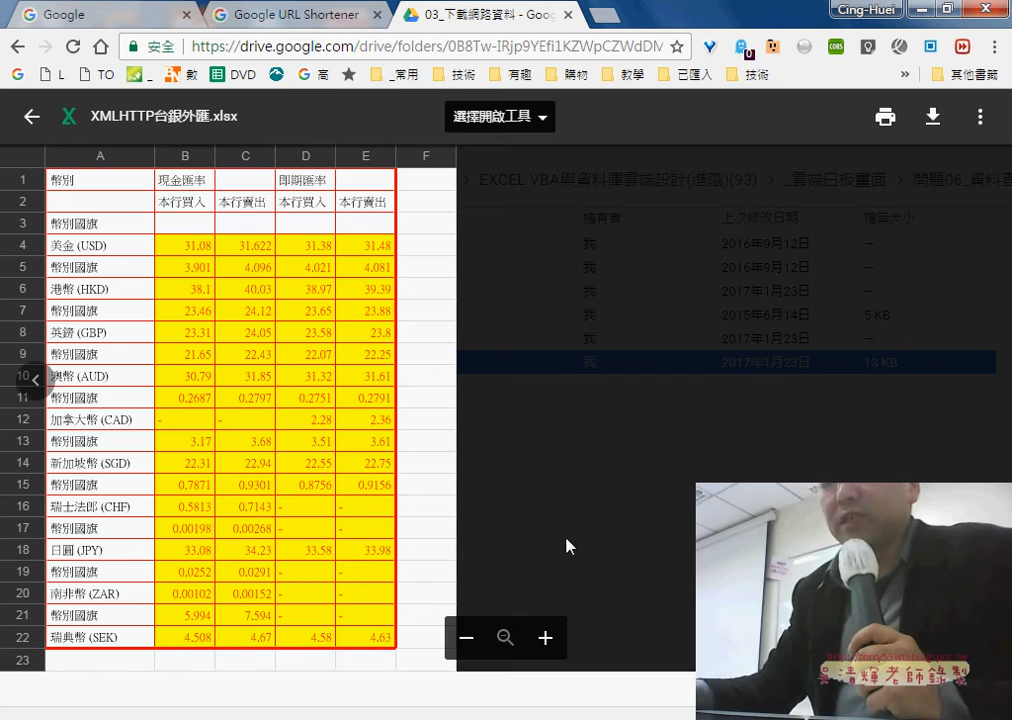 Google
Google URL Shortener
03_下載網路資料 - Goog
Cing-Huei
安全
https://drive.google.com/drive/folders/0B8Tw-IRjp9YEfi1KZWpCZWdDM
L
TO
_
數
DVD
高
_常用
技術
有趣
購物
教學
已匯入
技術
»
其他書籤
XMLHTTP台銀外匯.xlsx
選擇開啟工具
EXCEL VBA與資料庫雲端設計(進階)(93) > _雲端白板畫面 > 問題06_資料
擁有者 上次修改日期 檔案大小
我 2016年9月12日 –
我 2016年9月12日 –
我 2017年1月23日 –
我 2015年6月14日 5 KB
我 2017年1月23日 –
我 2017年1月23日 13 KB
A B C D E F
1 幣別 現金匯率 即期匯率
2 本行買入 本行賣出 本行買入 本行賣出
3 幣別國旗
4 美金 (USD) 31.08 31.622 31.38 31.48
5 幣別國旗 3.901 4.096 4.021 4.081
6 港幣 (HKD) 38.1 40.03 38.97 39.39
7 幣別國旗 23.46 24.12 23.65 23.88
8 英鎊 (GBP) 23.31 24.05 23.58 23.8
9 幣別國旗 21.65 22.43 22.07 22.25
10 澳幣 (AUD) 30.79 31.85 31.32 31.61
11 幣別國旗 0.2687 0.2797 0.2751 0.2791
12 加拿大幣 (CAD) - - 2.28 2.36
13 幣別國旗 3.17 3.68 3.51 3.61
14 新加坡幣 (SGD) 22.31 22.94 22.55 22.75
15 幣別國旗 0.7871 0.9301 0.8756 0.9156
16 瑞士法郎 (CHF) 0.5813 0.7143 - -
17 幣別國旗 0.00198 0.00268 - -
18 日圓 (JPY) 33.08 34.23 33.58 33.98
19 幣別國旗 0.0252 0.0291 - -
20 南非幣 (ZAR) 0.00102 0.00152 - -
21 幣別國旗 5.994 7.594 - -
22 瑞典幣 (SEK) 4.508 4.67 4.58 4.63
23
吳清輝老師錄製